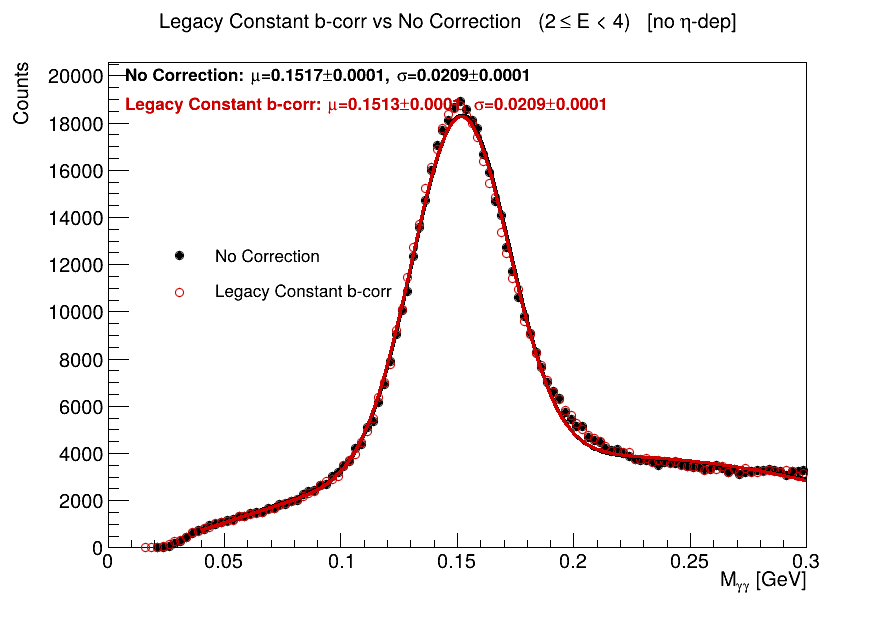 Legacy Constant b-corr vs No Correction (2 ≤ E < 4) [no η-dep]
Counts
No Correction: μ=0.1517±0.0001, σ=0.0209±0.0001
Legacy Constant b-corr: μ=0.1513±0.0001, σ=0.0209±0.0001
20000
18000
16000
14000
12000
10000
8000
6000
4000
2000
0
No Correction
Legacy Constant b-corr
0 0.05 0.1 0.15 0.2 0.25 0.3
Mγγ [GeV]